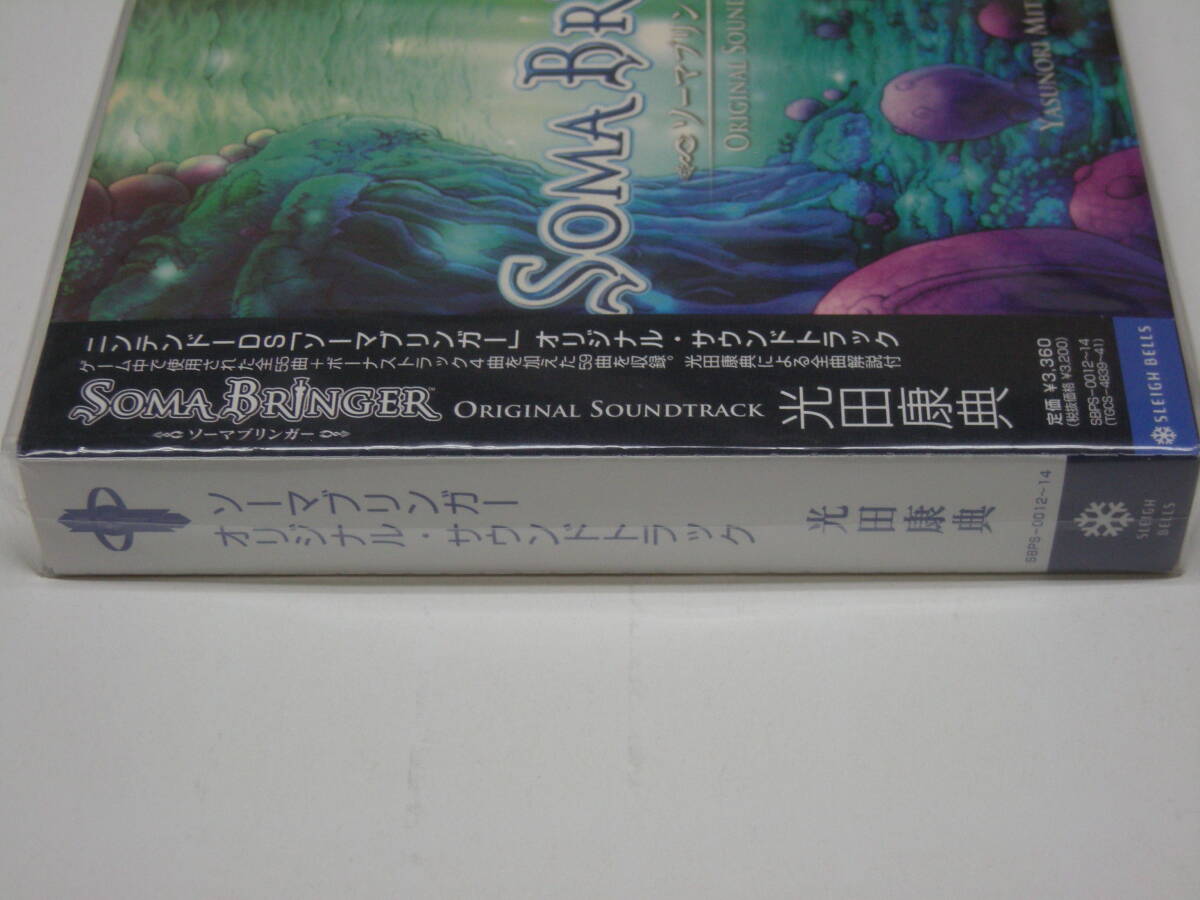 SOMA BR
ソーマブリン
ORIGINAL SOUND
YASUNORI MIT
ニンテンドーDS「ソーマブリンガー」 オリジナル・サウンドトラック
ゲーム中で使用された全55曲＋ボーナストラック4曲を加えた59曲を収録。 光田康典による全曲解説付
SOMA BRINGER™ ORIGINAL SOUNDTRACK 光田康典
ソーマブリンガー
定価 ¥3,360
(税抜価格 ¥3,200)
SBPS-0012~14
(TGCS-4839~41)
SLEIGH BELLS
ソーマブリンガー
オリジナル・サウンドトラック
光田康典
SBPS-0012~14
SLEIGH
BELLS